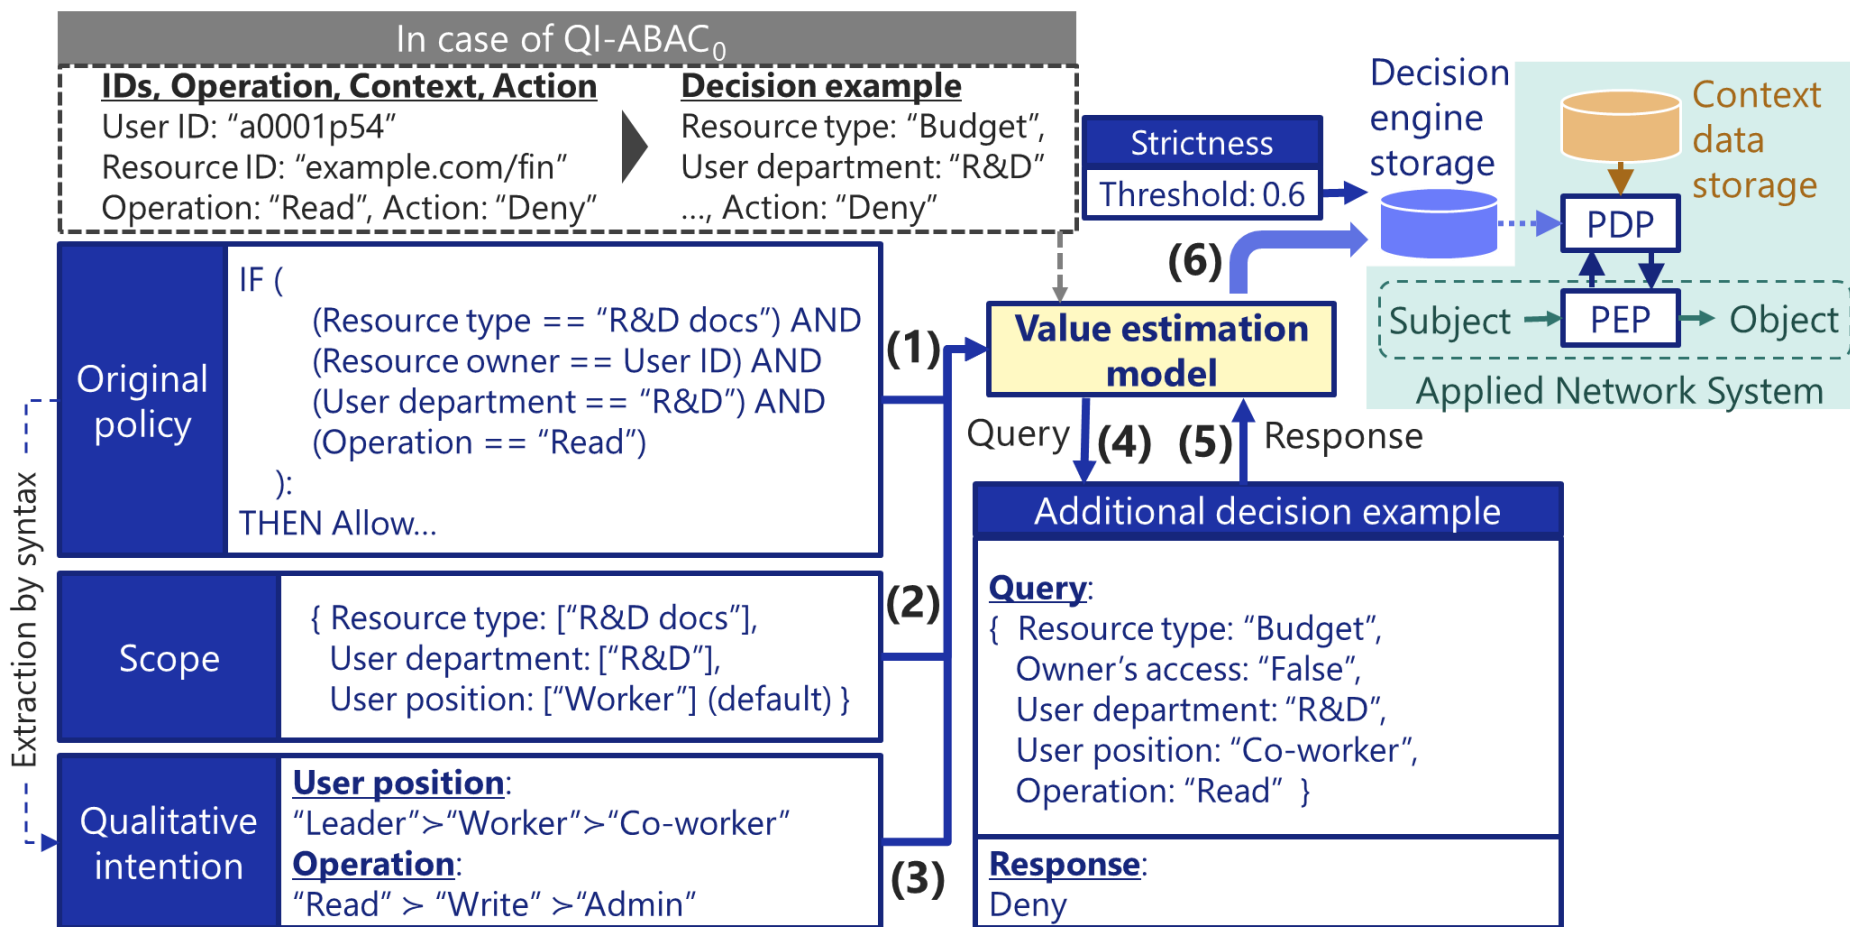 In case of QI-ABAC₀
IDs, Operation, Context, Action
User ID: “a0001p54”
Resource ID: “example.com/fin”
Operation: “Read”, Action: “Deny”
Decision example
Resource type: “Budget”,
User department: “R&D”
..., Action: “Deny”
Strictness
Threshold: 0.6
Decision
engine
storage
Context
data
storage
PDP
PEP
Subject
Object
Applied Network System
Original
policy
IF (
(Resource type == “R&D docs”) AND
(Resource owner == User ID) AND
(User department == “R&D”) AND
(Operation == “Read”)
):
THEN Allow...
(1)
Scope
{ Resource type: [“R&D docs”],
User department: [“R&D”],
User position: [“Worker”] (default) }
(2)
Qualitative
intention
User position:
“Leader”≻“Worker”≻“Co-worker”
Operation:
“Read” ≻ “Write” ≻“Admin”
(3)
Extraction by syntax
Value estimation
model
(6)
Query
(4)
(5)
Response
Additional decision example
Query:
{ Resource type: “Budget”,
Owner’s access: “False”,
User department: “R&D”,
User position: “Co-worker”,
Operation: “Read” }
Response:
Deny